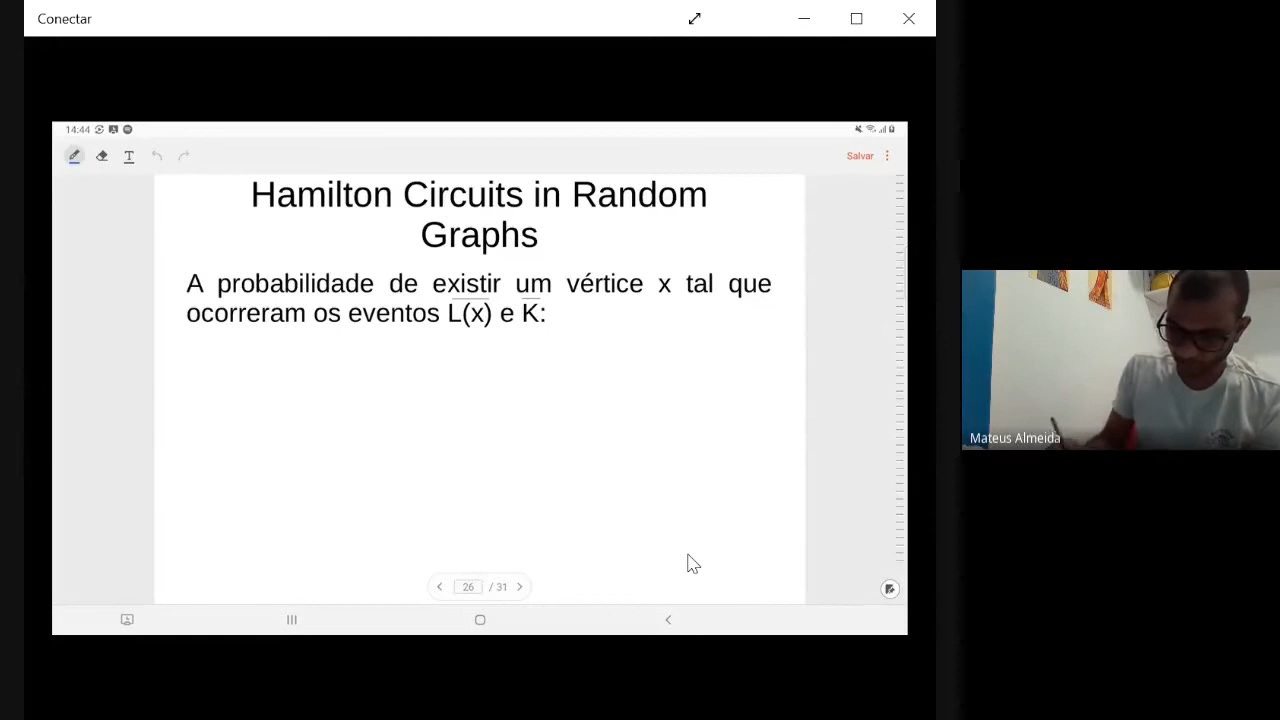 Conectar
14:44
Salvar
Hamilton Circuits in Random
Graphs
A probabilidade de existir um vértice x tal que
ocorreram os eventos L̅(̅x̅)̅ e K̅:
26 / 31
Mateus Almeida